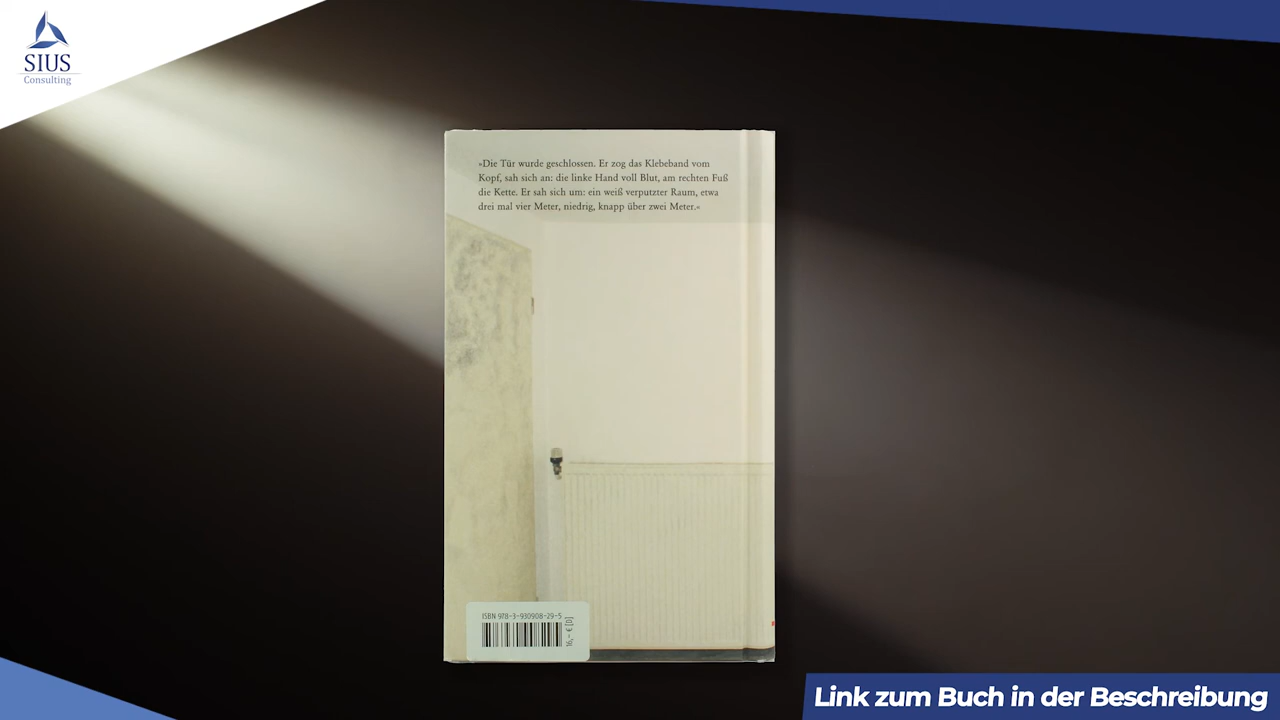 SIUS
Consulting
»Die Tür wurde geschlossen. Er zog das Klebeband vom
Kopf, sah sich an: die linke Hand voll Blut, am rechten Fuß
die Kette. Er sah sich um: ein weiß verputzter Raum, etwa
drei mal vier Meter, niedrig, knapp über zwei Meter.«
ISBN 978-3-930908-29-5
16,– € [D]
Link zum Buch in der Beschreibung